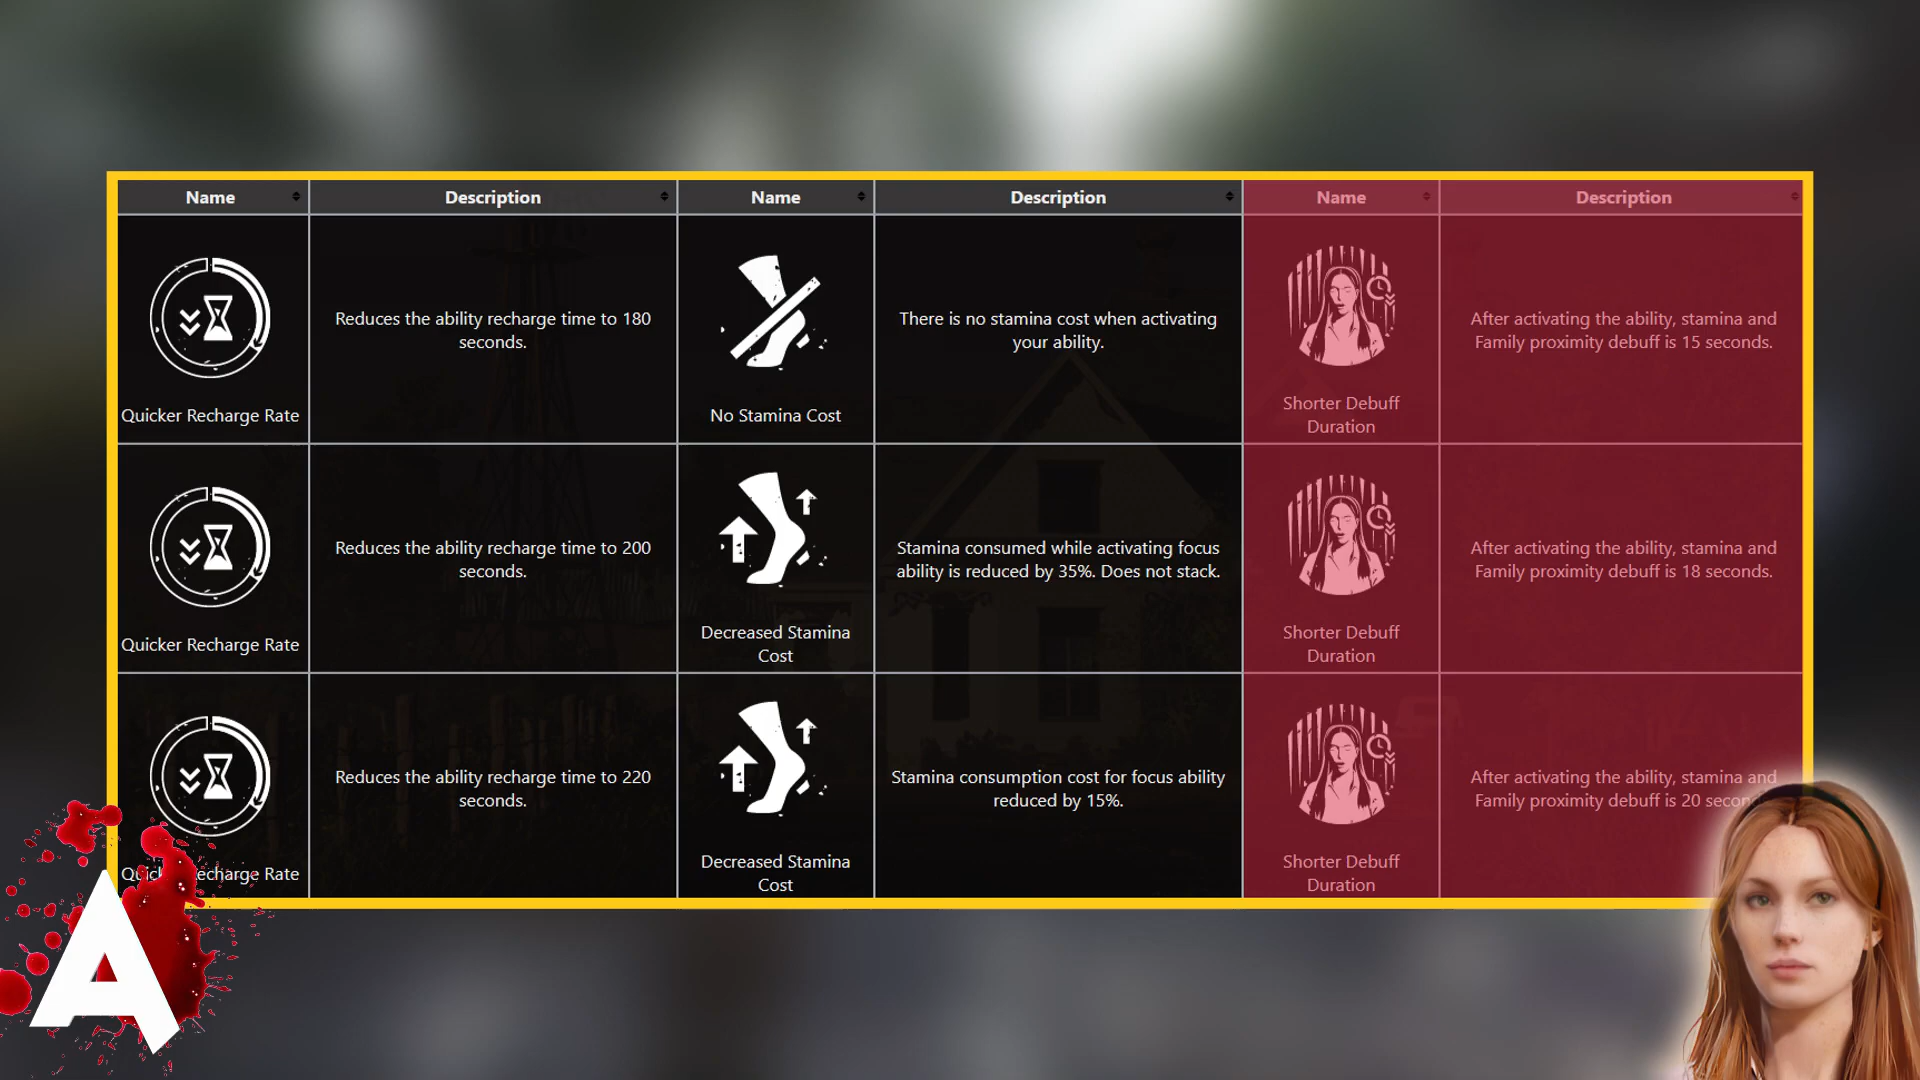 Name
Description
Name
Description
Name
Description
Reduces the ability recharge time to 180
seconds.
Quicker Recharge Rate
There is no stamina cost when activating
your ability.
No Stamina Cost
After activating the ability, stamina and
Family proximity debuff is 15 seconds.
Shorter Debuff
Duration
Reduces the ability recharge time to 200
seconds.
Quicker Recharge Rate
Stamina consumed while activating focus
ability is reduced by 35%. Does not stack.
Decreased Stamina
Cost
After activating the ability, stamina and
Family proximity debuff is 18 seconds.
Shorter Debuff
Duration
Reduces the ability recharge time to 220
seconds.
Quicker Recharge Rate
Stamina consumption cost for focus ability
reduced by 15%.
Decreased Stamina
Cost
After activating the ability, stamina and
Family proximity debuff is 20 seconds.
Shorter Debuff
Duration
A